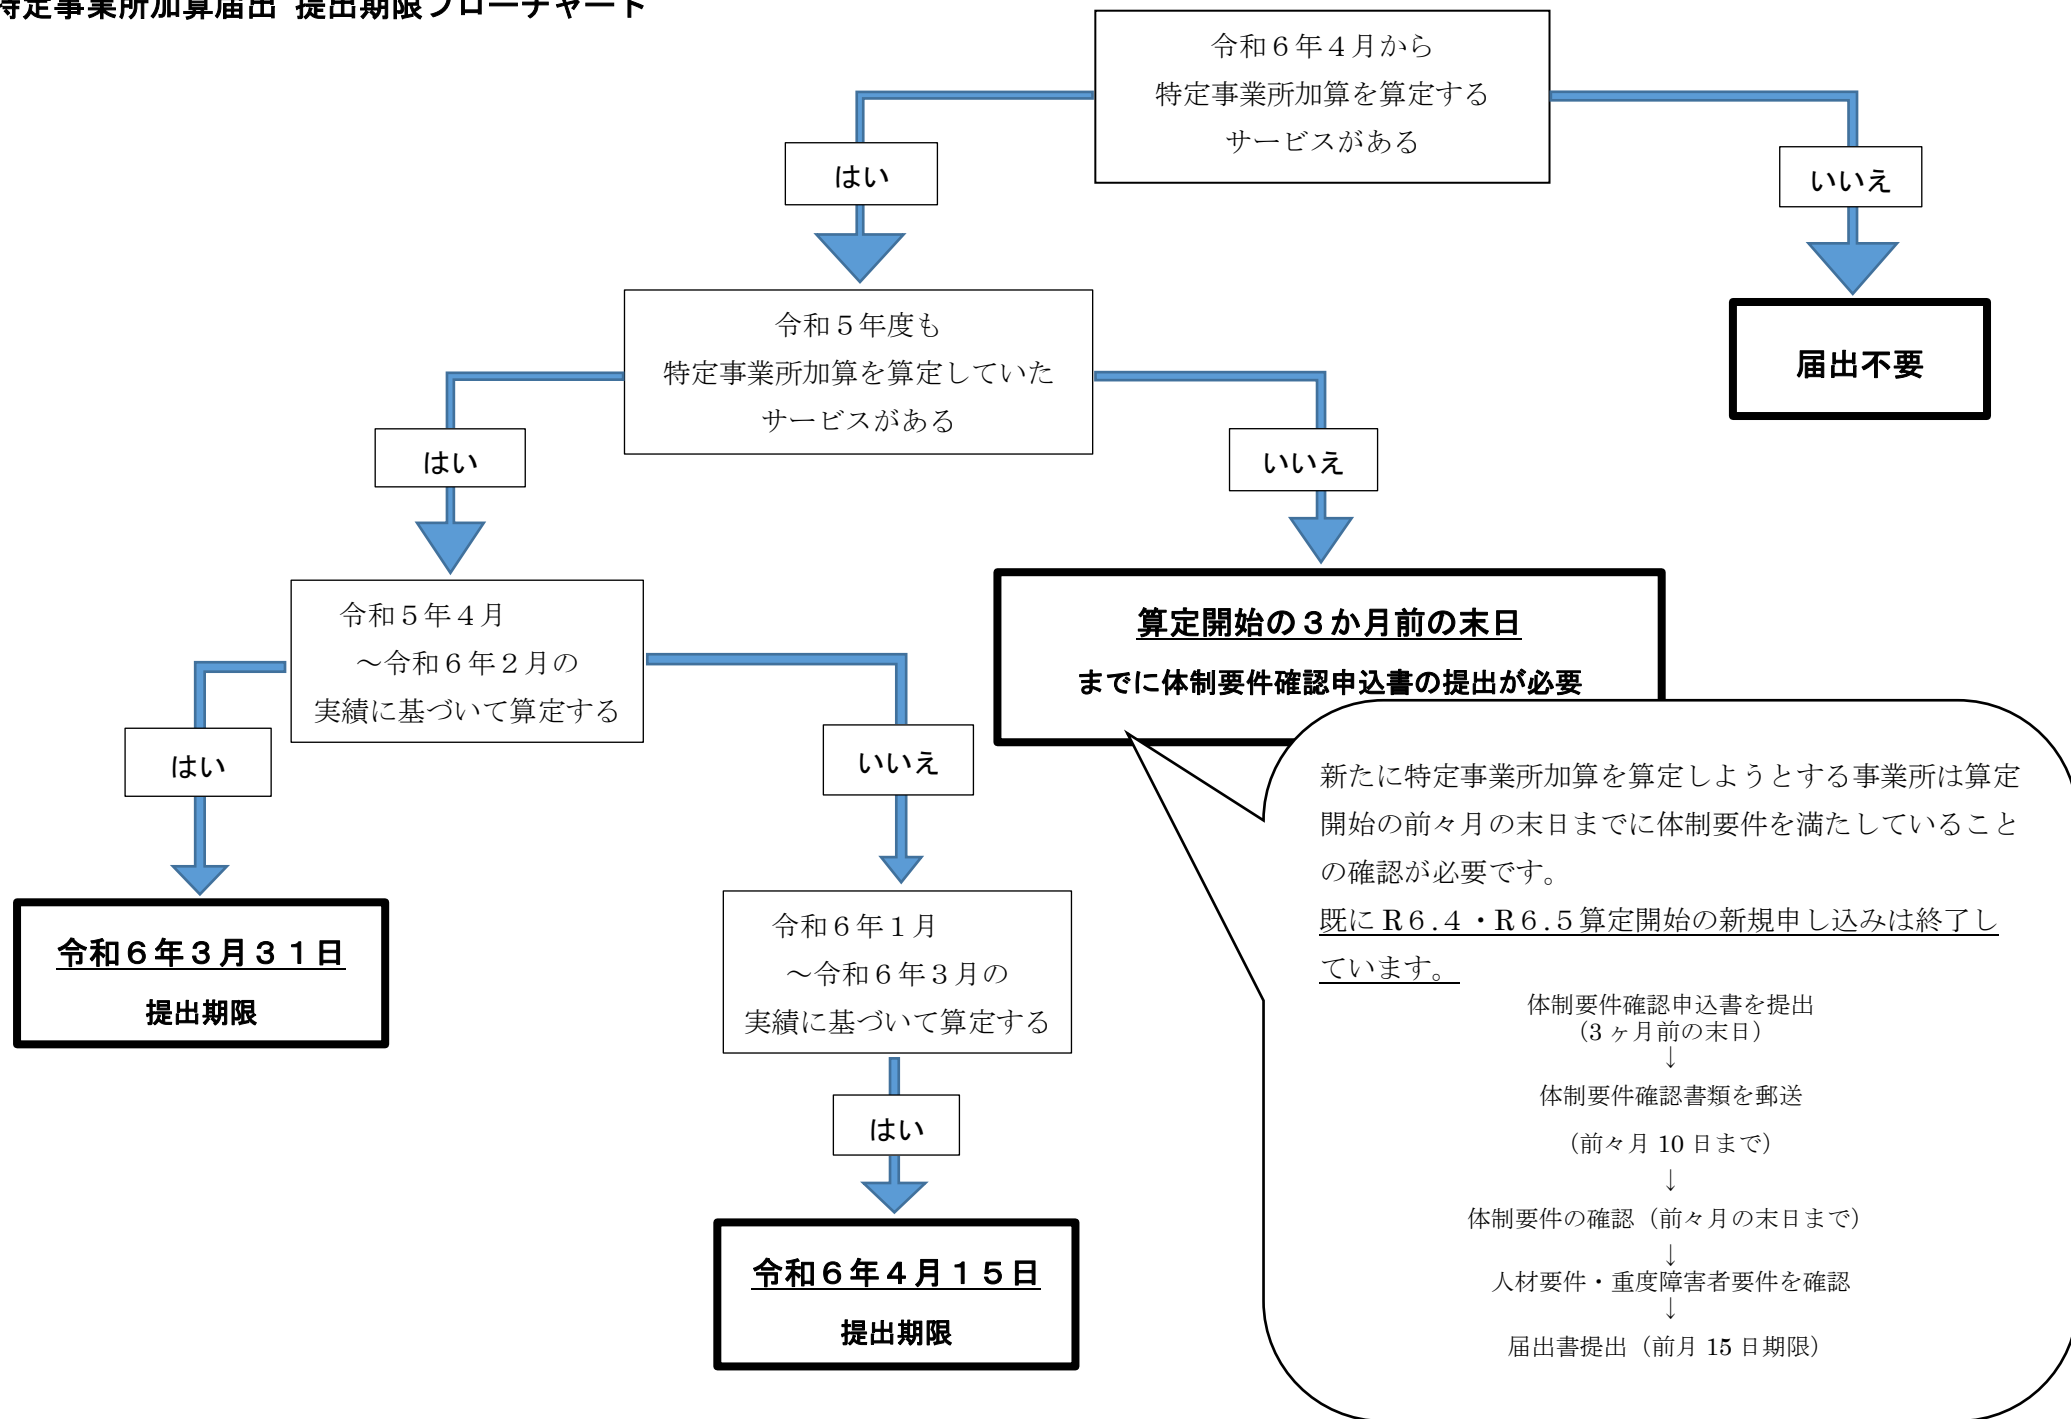 特定事業所加算届出 提出期限フローチャート
令和６年４月から
特定事業所加算を算定する
サービスがある
はい
いいえ
届出不要
令和５年度も
特定事業所加算を算定していた
サービスがある
はい
いいえ
令和５年４月
～令和６年２月の
実績に基づいて算定する
算定開始の３か月前の末日
までに体制要件確認申込書の提出が必要
はい
いいえ
令和６年３月３１日
提出期限
令和６年１月
～令和６年３月の
実績に基づいて算定する
はい
令和６年４月１５日
提出期限
新たに特定事業所加算を算定しようとする事業所は算定
開始の前々月の末日までに体制要件を満たしていること
の確認が必要です。
既に R６.４・R６.５算定開始の新規申し込みは終了し
ています。
体制要件確認申込書を提出
（3 ヶ月前の末日）
↓
体制要件確認書類を郵送
（前々月 10 日まで）
↓
体制要件の確認（前々月の末日まで）
↓
人材要件・重度障害者要件を確認
↓
届出書提出（前月 15 日期限）